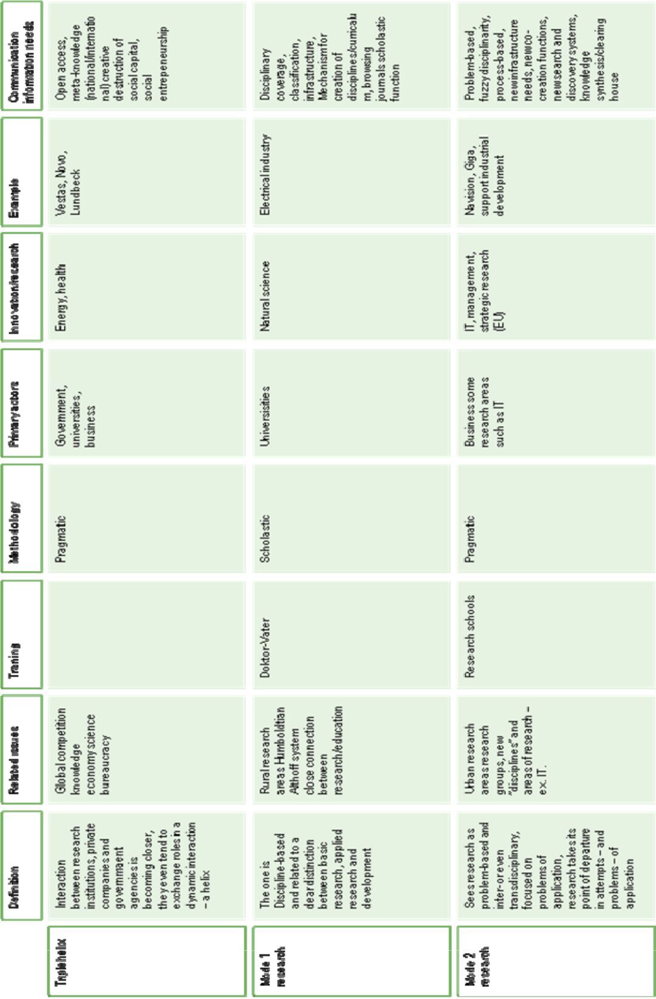 Definition
Related issues
Traning
Methodology
Primary actors
Innovation/research
Example
Communication
information needs
Triple helix
Interaction
between research
institutions, private
companies and
governmaent
agencies is
becoming closer,
they even tend to
exchange roles in a
dynamic interaction
– a helix
Global competition
knowledge
economy science
bureaucracy
Pragmatic
Government,
universities,
business
Energy, health
Vestas, Novo,
Lundbeck
Open access,
meta-knowledge
(national/internatio
nal) creative
destruction of
social capital,
social
entrepeneurship
Mode 1
research
The one is
Discipline-based
and related to a
dear distinction
between basic
research, applied
research and
development
Rural research
areas Humboldtian
Althoff system
close connection
between
research/education
Doktor-Vater
Scholastic
Universisities
Natural science
Electrical industry
Disciplinary
coverage,
classification,
infrastructure,
Mechanism for
creation of
disciplines/curriculu
m, browsing
journals scholastic
function
Mode 2
research
Sees research as
problem-based and
inter- or even
transdisciplinary,
focused on
problems of
application,
research takes its
point of departure
in attempts – and
problems – of
application
Urban research
areas research
groups, new
"disciplines" and
areas of research –
ex. IT.
Research schools
Pragmatic
Business some
research areas
such as IT
IT, management,
strategic research
(EU)
Navision, Giga,
support industrial
development
Problem-based,
fuzzy disciplinarity,
process-based,
new infrastructure
needs, new co-
creation functions,
new search and
discovery systems,
knowledge
synthesis/clearing
house